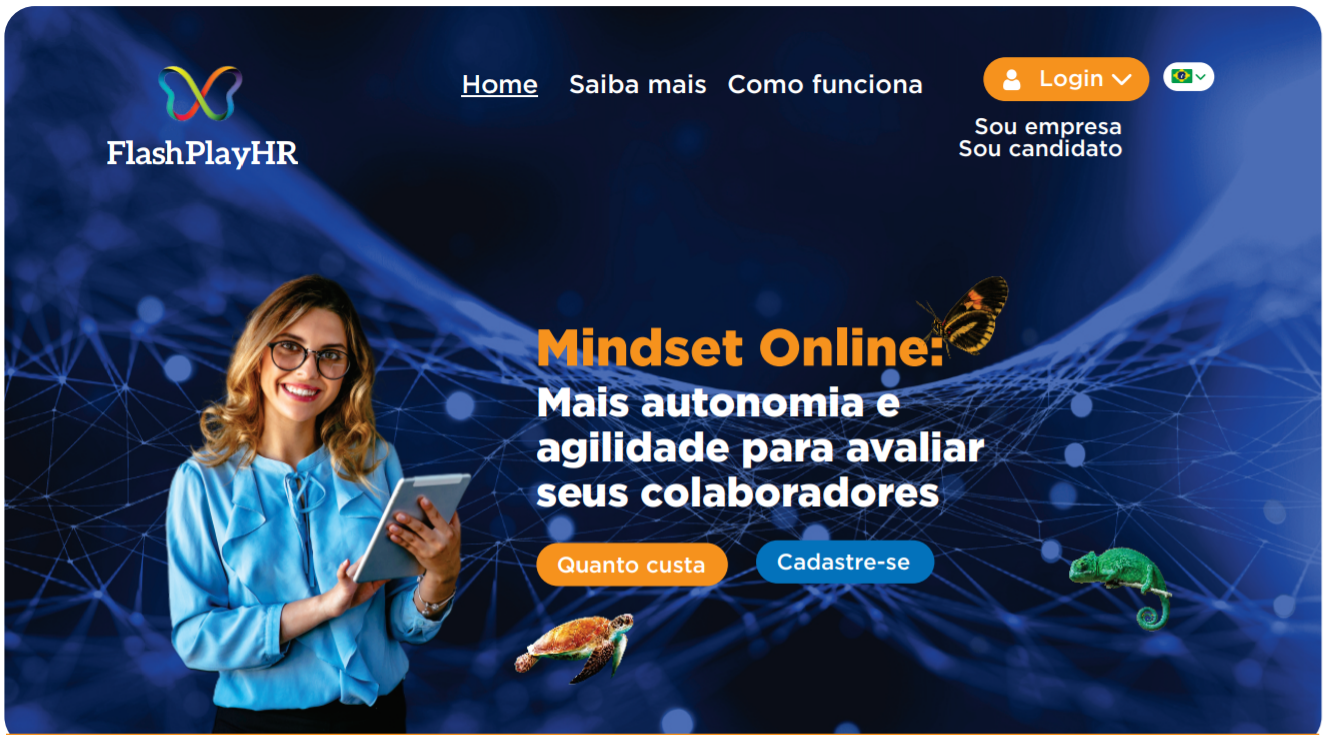 Home Saiba mais Como funciona
Login
Sou empresa
Sou candidato
FlashPlayHR
Mindset Online:
Mais autonomia e
agilidade para avaliar
seus colaboradores
Quanto custa
Cadastre-se